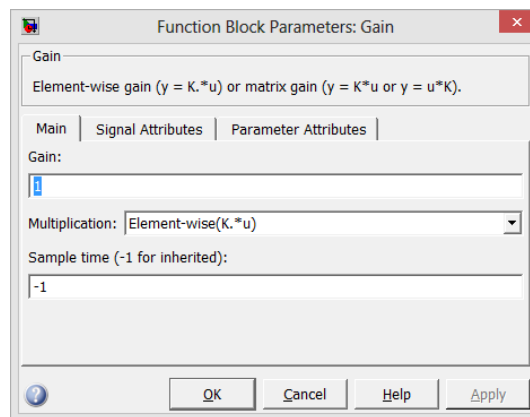 Function Block Parameters: Gain
Gain
Element-wise gain (y = K.*u) or matrix gain (y = K*u or y = u*K).
Main Signal Attributes Parameter Attributes
Gain:
1
Multiplication: Element-wise(K.*u)
Sample time (-1 for inherited):
-1
OK Cancel Help Apply